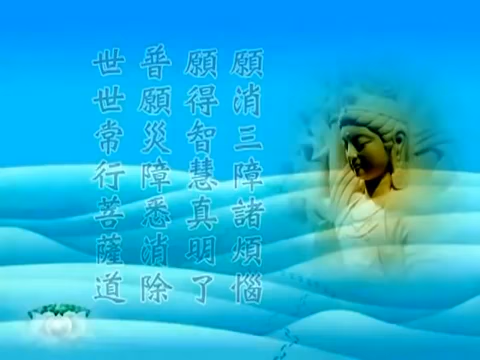 願消三障諸煩惱
願得智慧真明了
普願災障悉消除
世世常行菩薩道